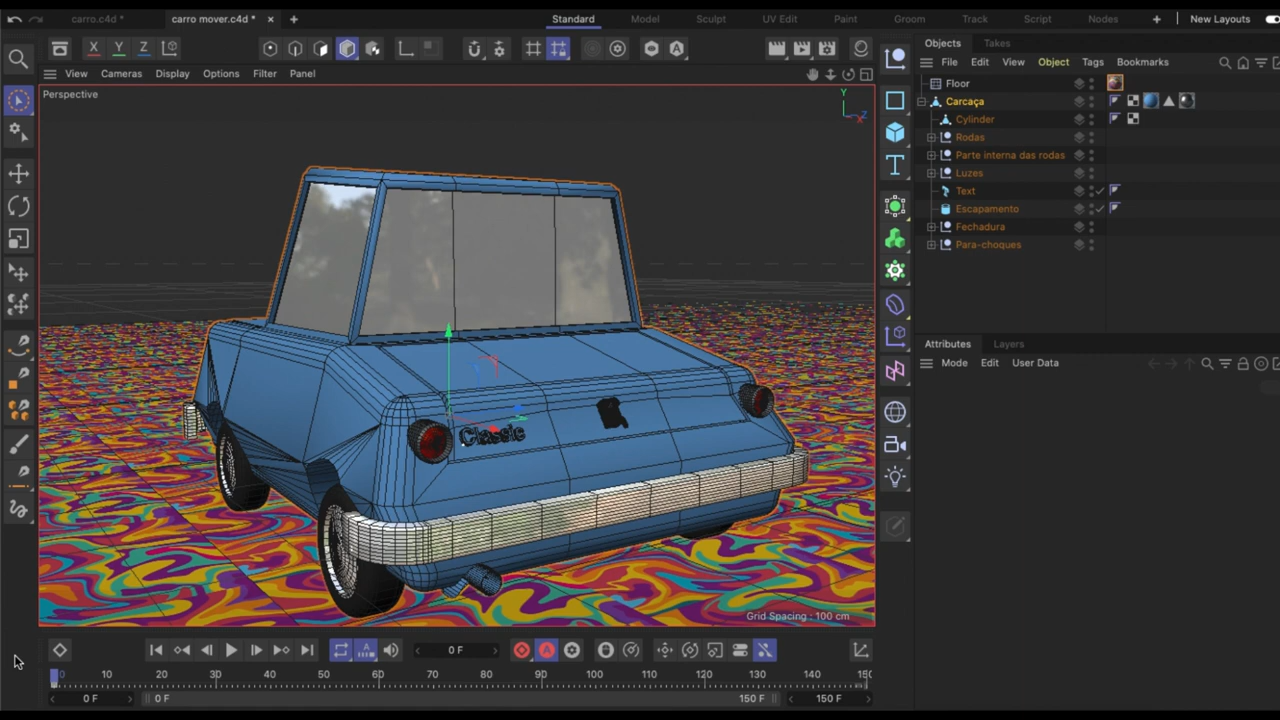 carro.c4d *
carro mover.c4d *
Standard
Model
Sculpt
UV Edit
Paint
Groom
Track
Script
Nodes
New Layouts
X
Y
Z
Objects
Takes
View
Cameras
Display
Options
Filter
Panel
File
Edit
View
Object
Tags
Bookmarks
Perspective
Y
Z
X
Floor
Carcaça
Cylinder
Rodas
Parte interna das rodas
Luzes
Text
Escapamento
Fechadura
Para-choques
T
Attributes
Layers
Mode
Edit
User Data
Classic
Grid Spacing : 100 cm
0 F
0 10 20 30 40 50 60 70 80 90 100 110 120 130 140
0 F
0 F
150 F
150 F